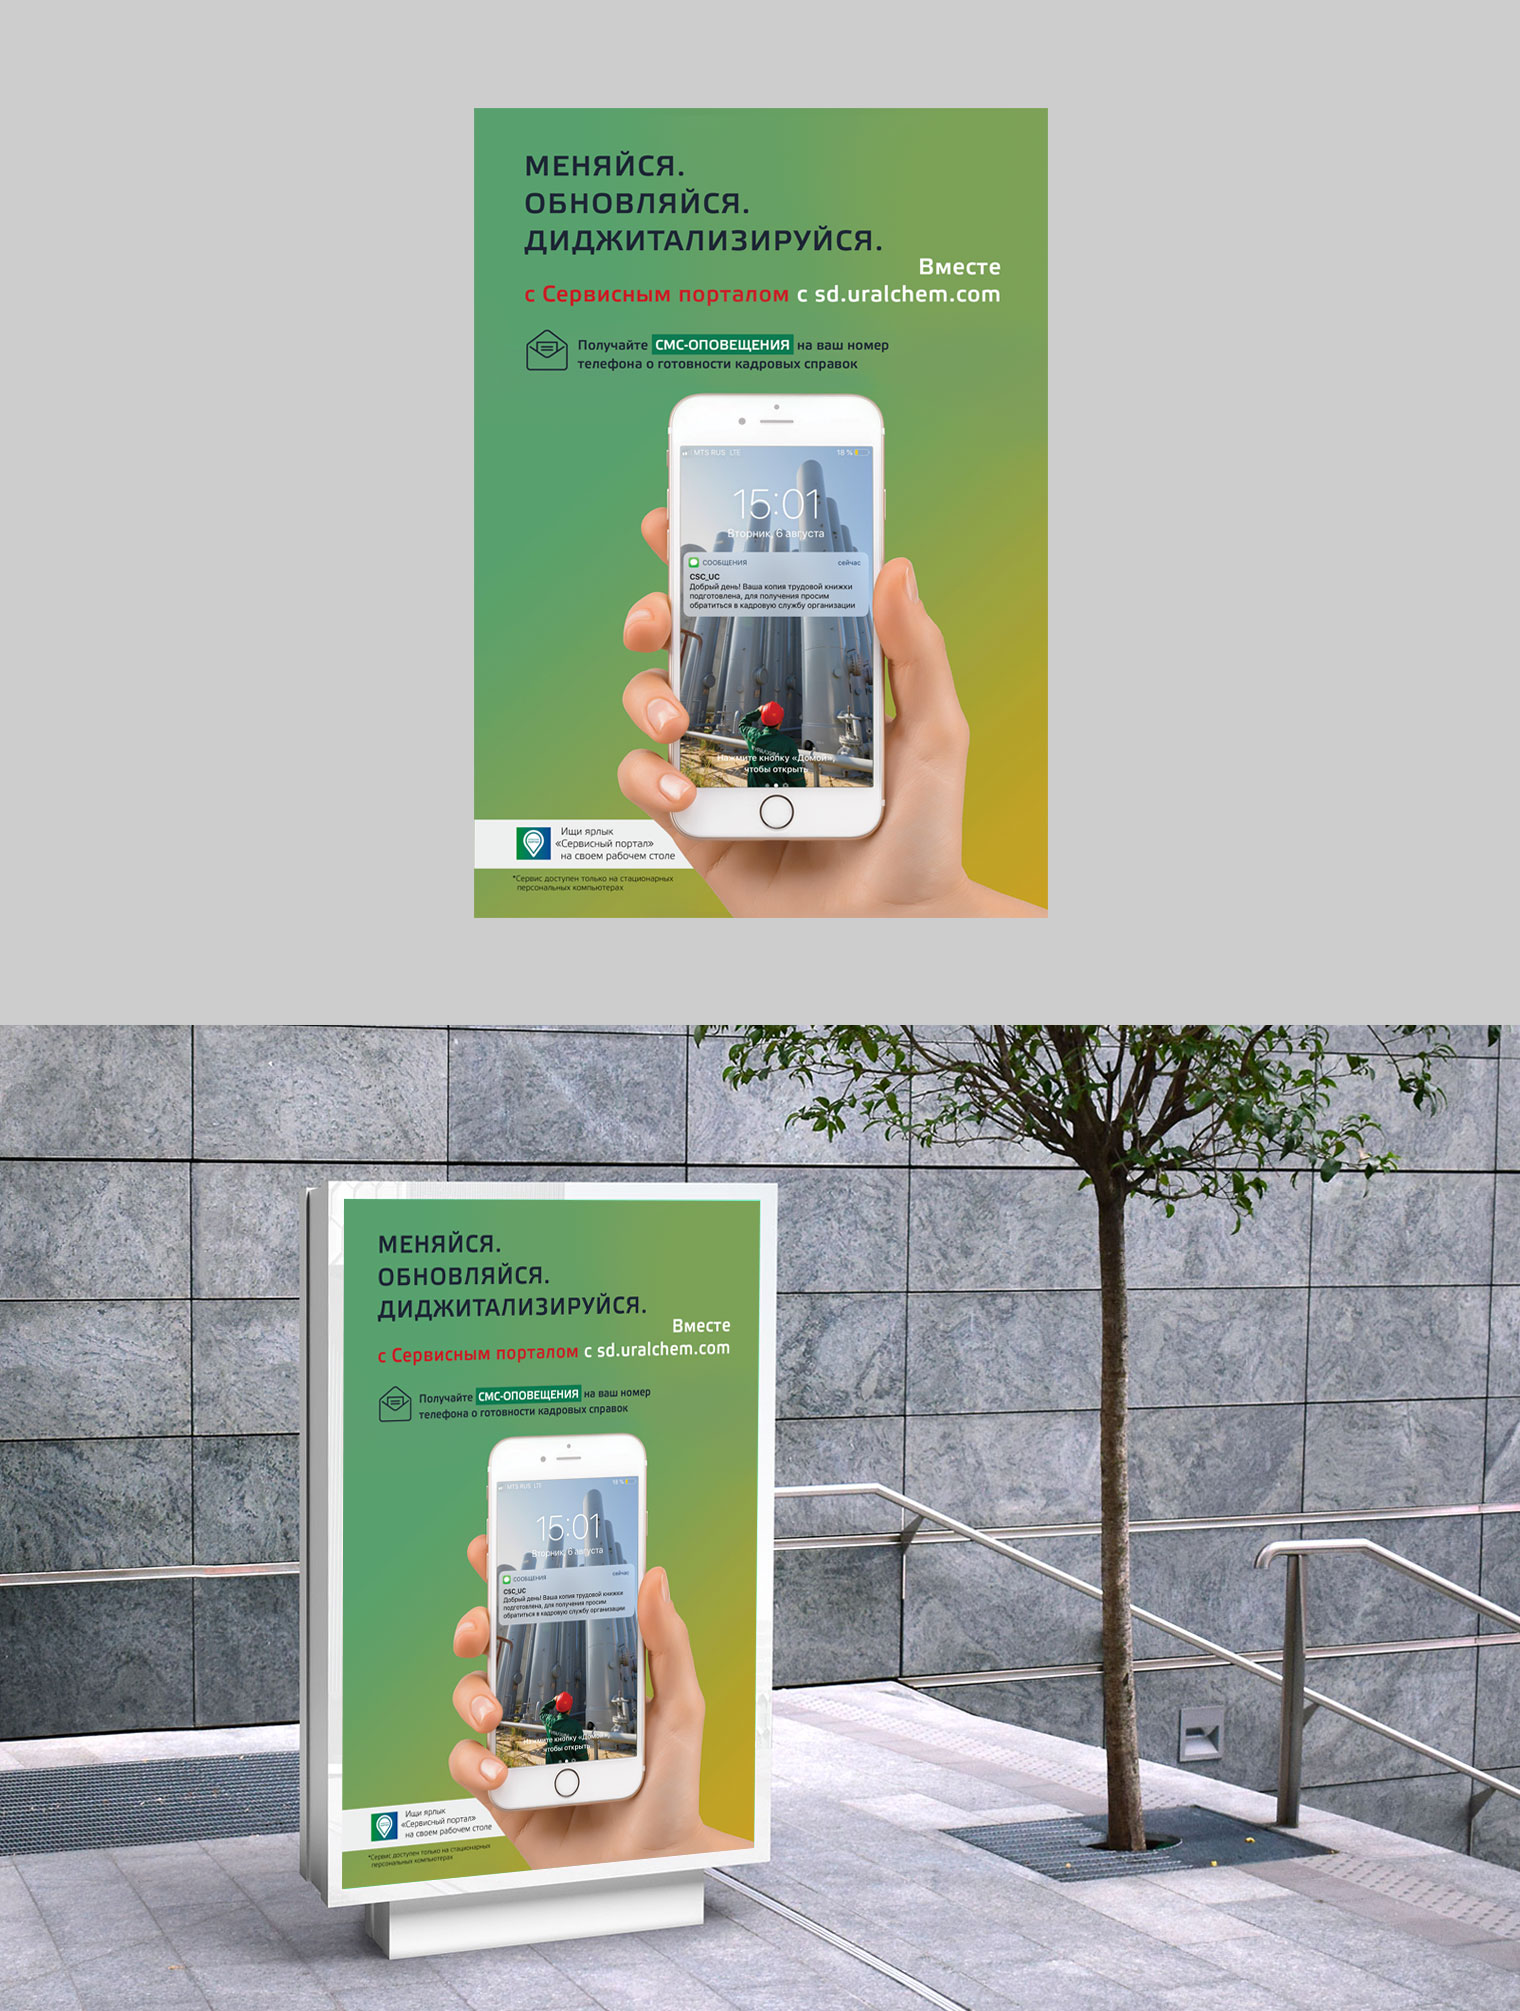 МЕНЯЙСЯ.
ОБНОВЛЯЙСЯ.
ДИДЖИТАЛИЗИРУЙСЯ.
Вместе
с Сервисным порталом с sd.uralchem.com
Получайте СМС-ОПОВЕЩЕНИЯ на ваш номер
телефона о готовности кадровых справок
MTS RUS LTE 18 %
15:01
Вторник, 6 августа
СООБЩЕНИЯ сейчас
CSC_UC
Добрый день! Ваша копия трудовой книжки
подготовлена, для получения просим
обратиться в кадровую службу организации
Нажмите кнопку «Домой»,
чтобы открыть
Ищи ярлык
«Сервисный портал»
на своем рабочем столе
*Сервис доступен только на стационарных
персональных компьютерах
МЕНЯЙСЯ.
ОБНОВЛЯЙСЯ.
ДИДЖИТАЛИЗИРУЙСЯ.
Вместе
с Сервисным порталом с sd.uralchem.com
Получайте СМС-ОПОВЕЩЕНИЯ на ваш номер
телефона о готовности кадровых справок
MTS RUS LTE 18 %
15:01
Вторник, 6 августа
СООБЩЕНИЯ сейчас
CSC_UC
Добрый день! Ваша копия трудовой книжки
подготовлена, для получения просим
обратиться в кадровую службу организации
Нажмите кнопку «Домой»,
чтобы открыть
Ищи ярлык
«Сервисный портал»
на своем рабочем столе
*Сервис доступен только на стационарных
персональных компьютерах